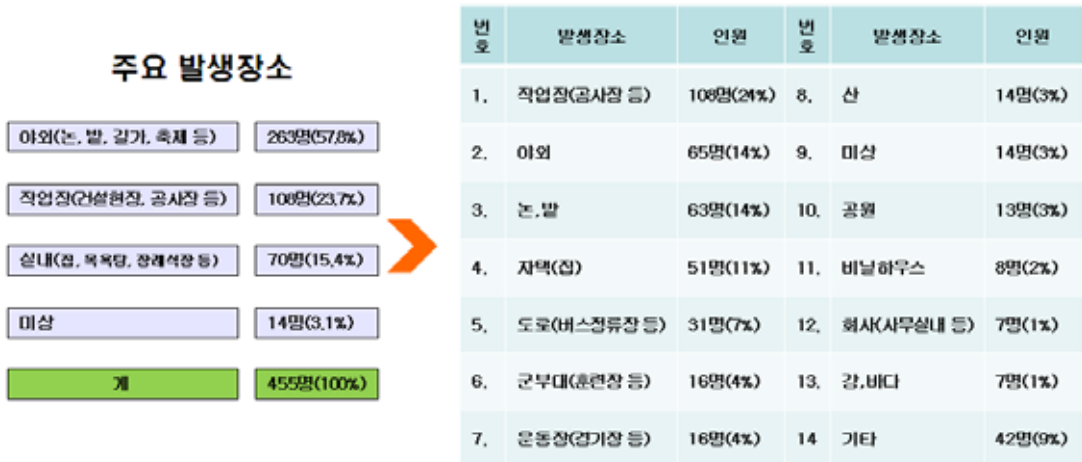 주요 발생장소
야외(논, 밭, 길가, 축제 등) 263명(57.8%)
작업장(건설현장, 공사장 등) 108명(23.7%)
실내(집, 목욕탕, 장례식장 등) 70명(15.4%)
미상 14명(3.1%)
계 455명(100%)
번호 발생장소 인원 번호 발생장소 인원
1. 작업장(공사장 등) 108명(24%) 8. 산 14명(3%)
2. 야외 65명(14%) 9. 미상 14명(3%)
3. 논,밭 63명(14%) 10. 공원 13명(3%)
4. 자택(집) 51명(11%) 11. 비닐하우스 8명(2%)
5. 도로(버스정류장 등) 31명(7%) 12. 회사(사무실내 등) 7명(1%)
6. 군부대(훈련장 등) 16명(4%) 13. 강,바다 7명(1%)
7. 운동장(경기장 등) 16명(4%) 14 기타 42명(9%)